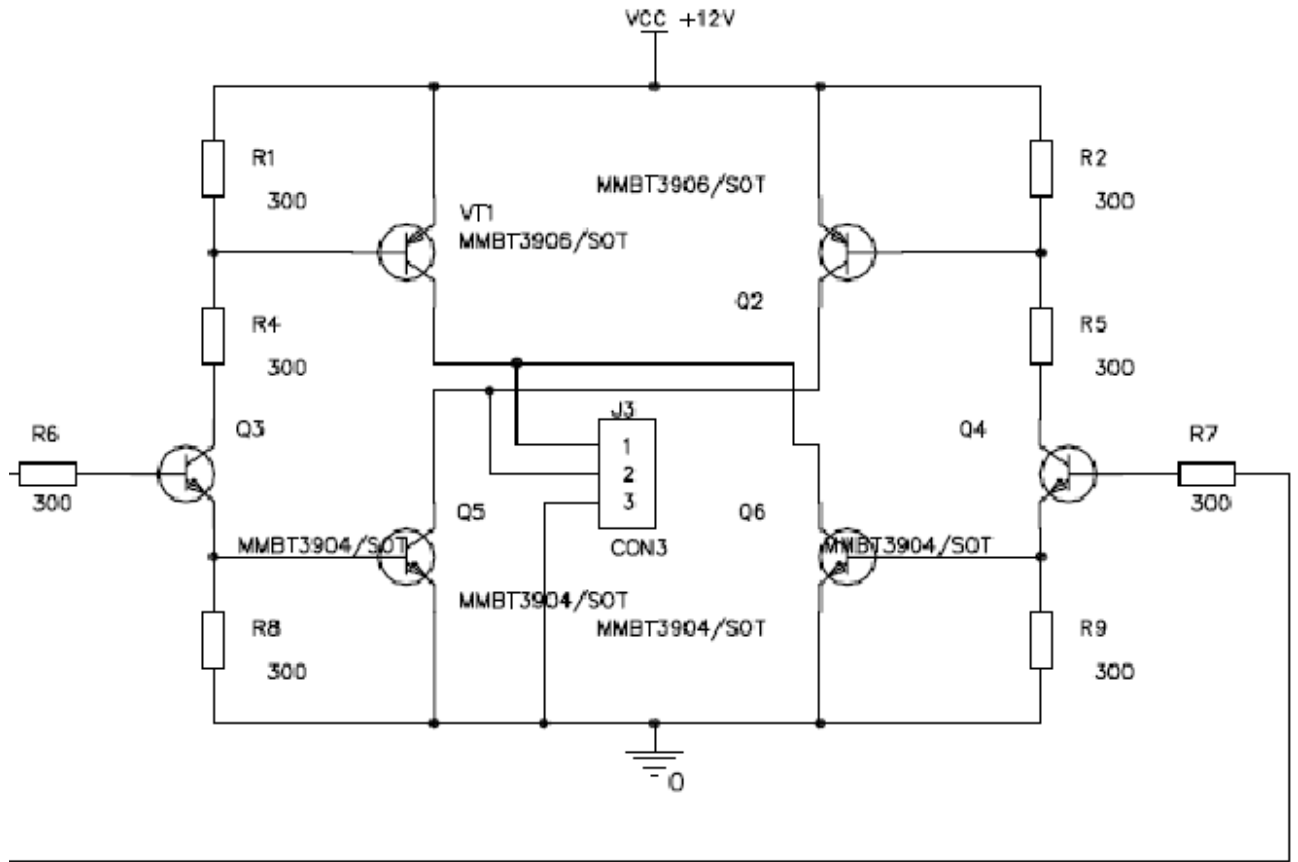 VCC +12V
R1
300
R2
300
MMBT3906/SOT
VT1
MMBT3906/SOT
Q2
R4
300
R5
300
J3
1
2
3
CON3
R6
300
Q3
Q4
R7
300
Q5
Q6
MMBT3904/SOT
MMBT3904/SOT
MMBT3904/SOT
MMBT3904/SOT
R8
300
R9
300
0